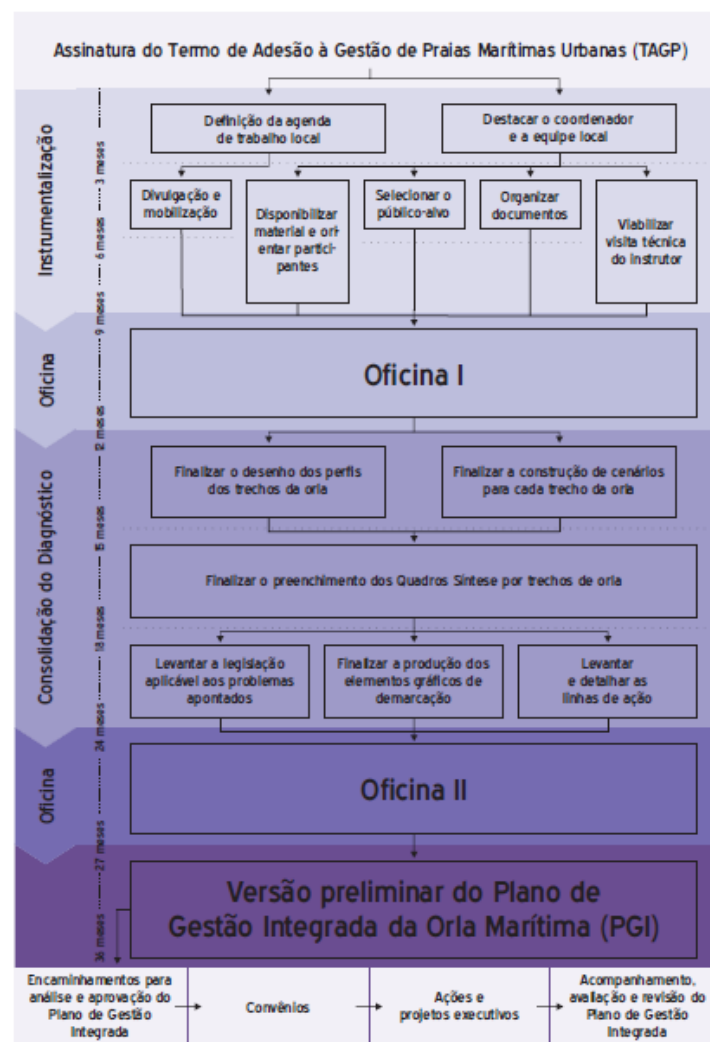 Assinatura do Termo de Adesão à Gestão de Praias Marítimas Urbanas (TAGP)
Instrumentalização
3 meses
6 meses
9 meses
Definição da agenda
de trabalho local
Destacar o coordenador
e a equipe local
Divulgação e
mobilização
Disponibilizar
material e ori-
entar partici-
pantes
Selecionar o
público-alvo
Organizar
documentos
Viabilizar
visita técnica
do instrutor
Oficina
12 meses
Oficina I
Consolidação do Diagnóstico
15 meses
18 meses
24 meses
Finalizar o desenho dos perfis
dos trechos da orla
Finalizar a construção de cenários
para cada trecho da orla
Finalizar o preenchimento dos Quadros Síntese por trechos de orla
Levantar a legislação
aplicável aos problemas
apontados
Finalizar a produção dos
elementos gráficos de
demarcação
Levantar
e detalhar as
linhas de ação
Oficina
27 meses
Oficina II
36 meses
Versão preliminar do Plano de
Gestão Integrada da Orla Marítima (PGI)
Encaminhamentos para
análise e aprovação do
Plano de Gestão
Integrada
Convênios
Ações e
projetos executivos
Acompanhamento,
avaliação e revisão do
Plano de Gestão
Integrada